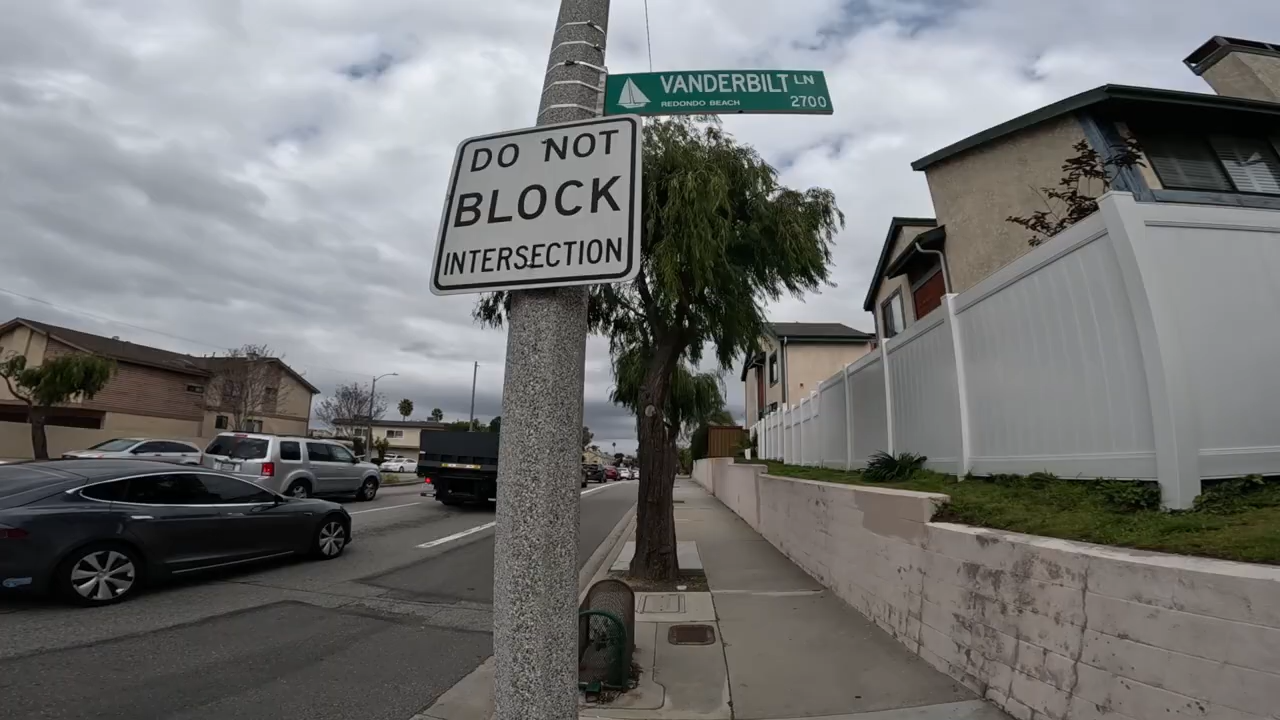 VANDERBILT LN
REDONDO BEACH 2700
DO NOT
BLOCK
INTERSECTION